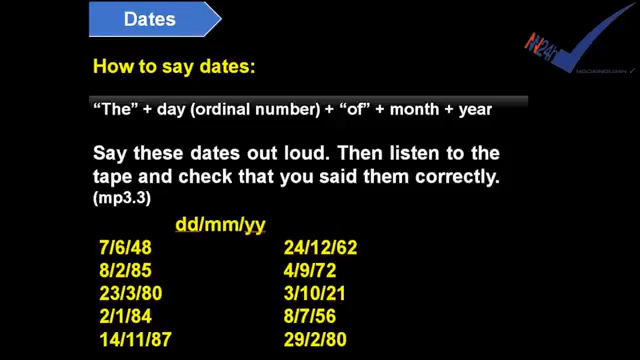 Dates
How to say dates:
“The” + day (ordinal number) + “of” + month + year
Say these dates out loud. Then listen to the
tape and check that you said them correctly.
(mp3.3)
dd/mm/yy
7/6/48
8/2/85
23/3/80
2/1/84
14/11/87
24/12/62
4/9/72
3/10/21
8/7/56
29/2/80